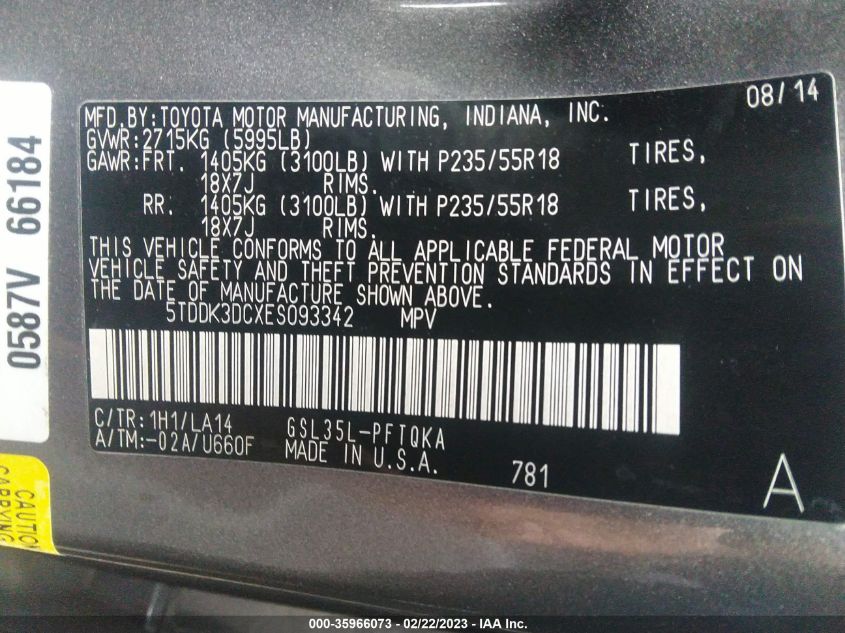 0587V 66184
08/14
MFD.BY:TOYOTA MOTOR MANUFACTURING, INDIANA, INC.
GVWR:2715KG (5995LB)
GAWR:FRT. 1405KG (3100LB) WITH P235/55R18 TIRES,
18X7J RIMS.
RR. 1405KG (3100LB) WITH P235/55R18 TIRES,
18X7J RIMS.
THIS VEHICLE CONFORMS TO ALL APPLICABLE FEDERAL MOTOR
VEHICLE SAFETY AND THEFT PREVENTION STANDARDS IN EFFECT ON
THE DATE OF MANUFACTURE SHOWN ABOVE.
5TDDK3DCXES093342 MPV
C/TR:1H1/LA14 GSL35L-PFTQKA
A/TM:-02A/U660F MADE IN U.S.A.
781 A
CAUTION
CARRYING
000-35966073 - 02/22/2023 - IAA Inc.